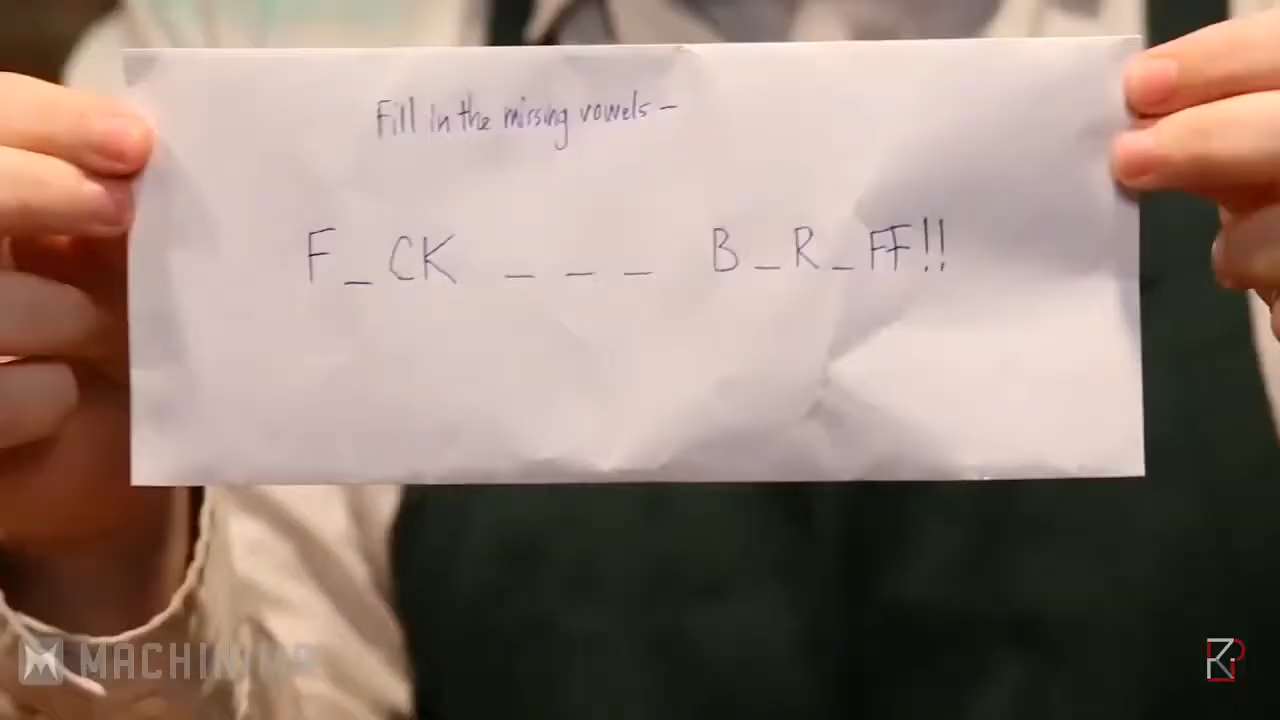 Fill in the missing vowels –
F_CK _ _ _ B_R_FF!!
MACHINIMA